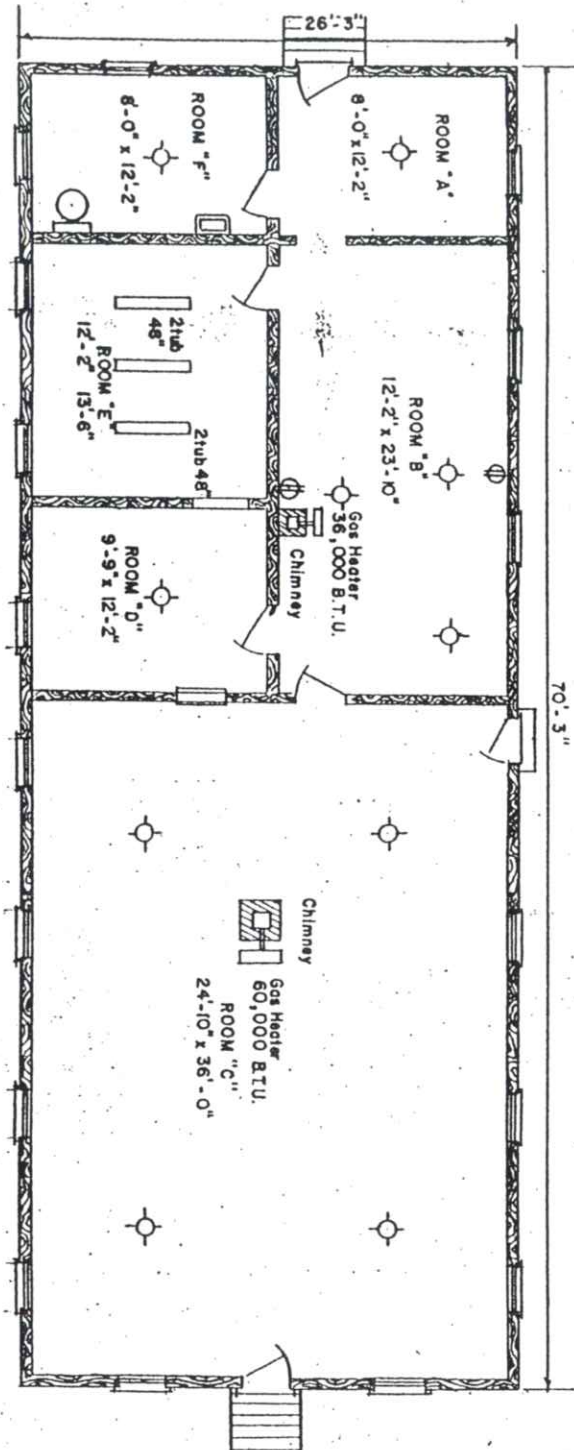 26'-3"
70'-3"
ROOM "A"
8'-0" x 12'-2"
ROOM "F"
8'-0" x 12'-2"
ROOM "B"
12'-2" x 23'-10"
2tub
48"
ROOM "E"
12'-2" 13'-6"
2tub 48"
Gas Heater
36,000 B.T.U.
Chimney
ROOM "D"
9'-9" x 12'-2"
Chimney
Gas Heater
60,000 B.T.U.
ROOM "C"
24'-10" x 36'-0"